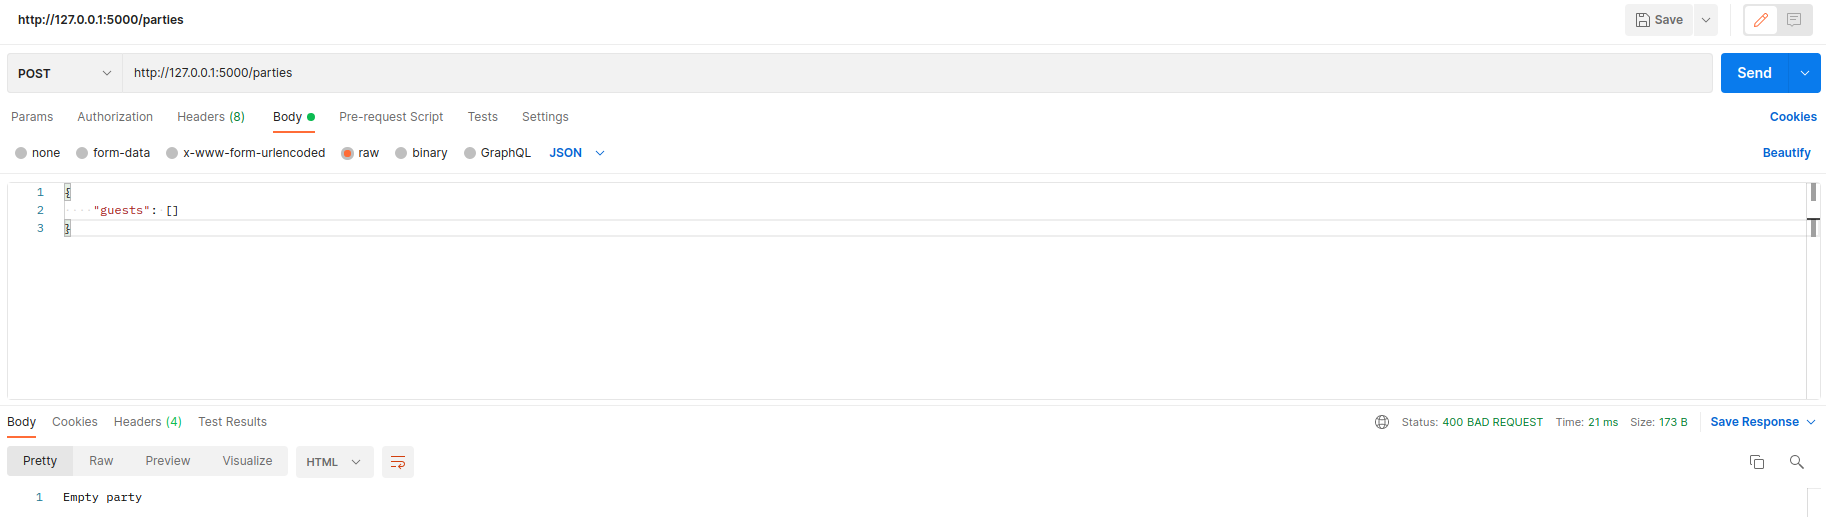 http://127.0.0.1:5000/parties
Save
POST
http://127.0.0.1:5000/parties
Send
Params Authorization Headers (8) Body Pre-request Script Tests Settings Cookies
none form-data x-www-form-urlencoded raw binary GraphQL JSON Beautify
1 {
2 "guests": []
3 }
Body Cookies Headers (4) Test Results Status: 400 BAD REQUEST Time: 21 ms Size: 173 B Save Response
Pretty Raw Preview Visualize HTML
1 Empty party